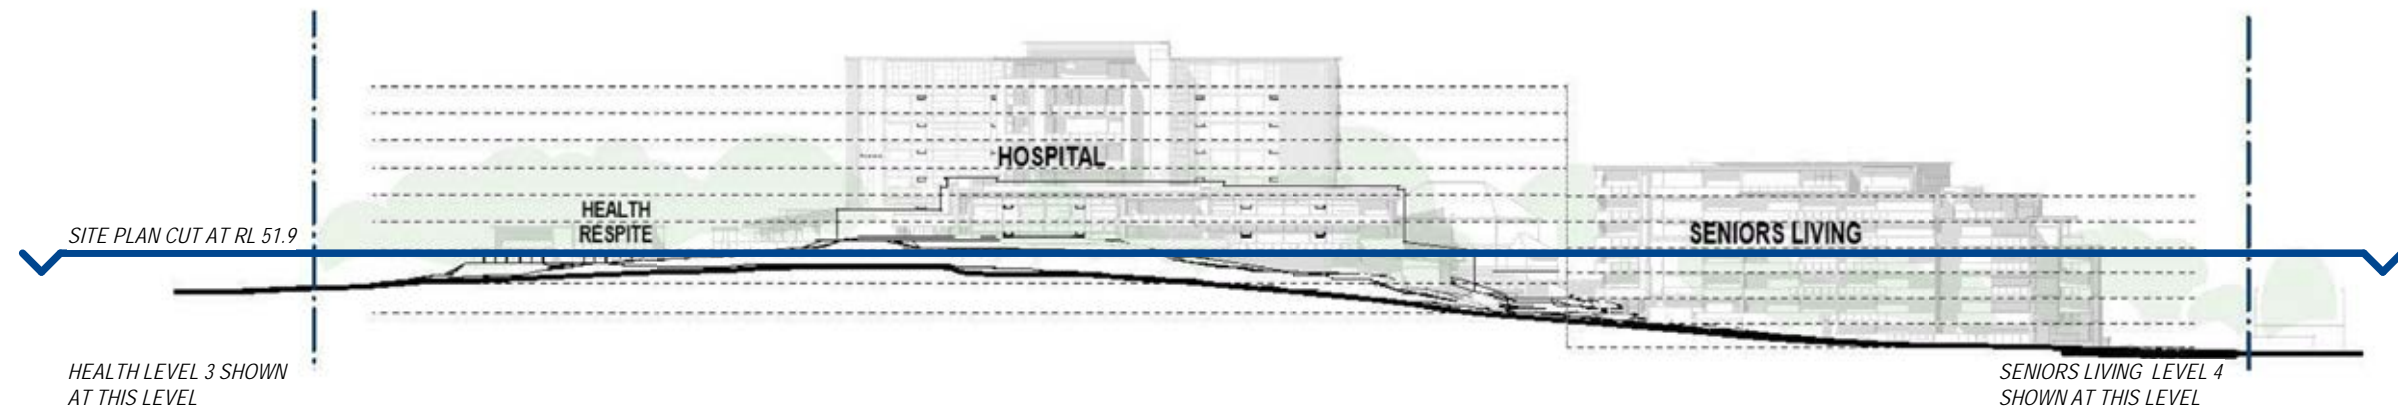 HOSPITAL
HEALTH
RESPITE
SITE PLAN CUT AT RL 51.9
SENIORS LIVING
HEALTH LEVEL 3 SHOWN
AT THIS LEVEL
SENIORS LIVING LEVEL 4
SHOWN AT THIS LEVEL